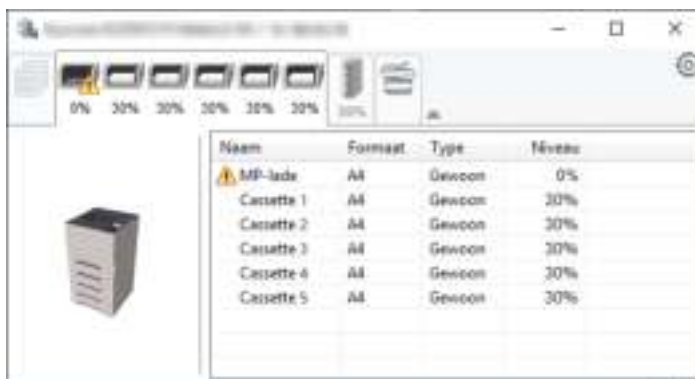 0% 30% 30% 30% 30% 30%
Naam Formaat Type Niveau
MP-lade A4 Gewoon 0%
Cassette 1 A4 Gewoon 30%
Cassette 2 A4 Gewoon 30%
Cassette 3 A4 Gewoon 30%
Cassette 4 A4 Gewoon 30%
Cassette 5 A4 Gewoon 30%